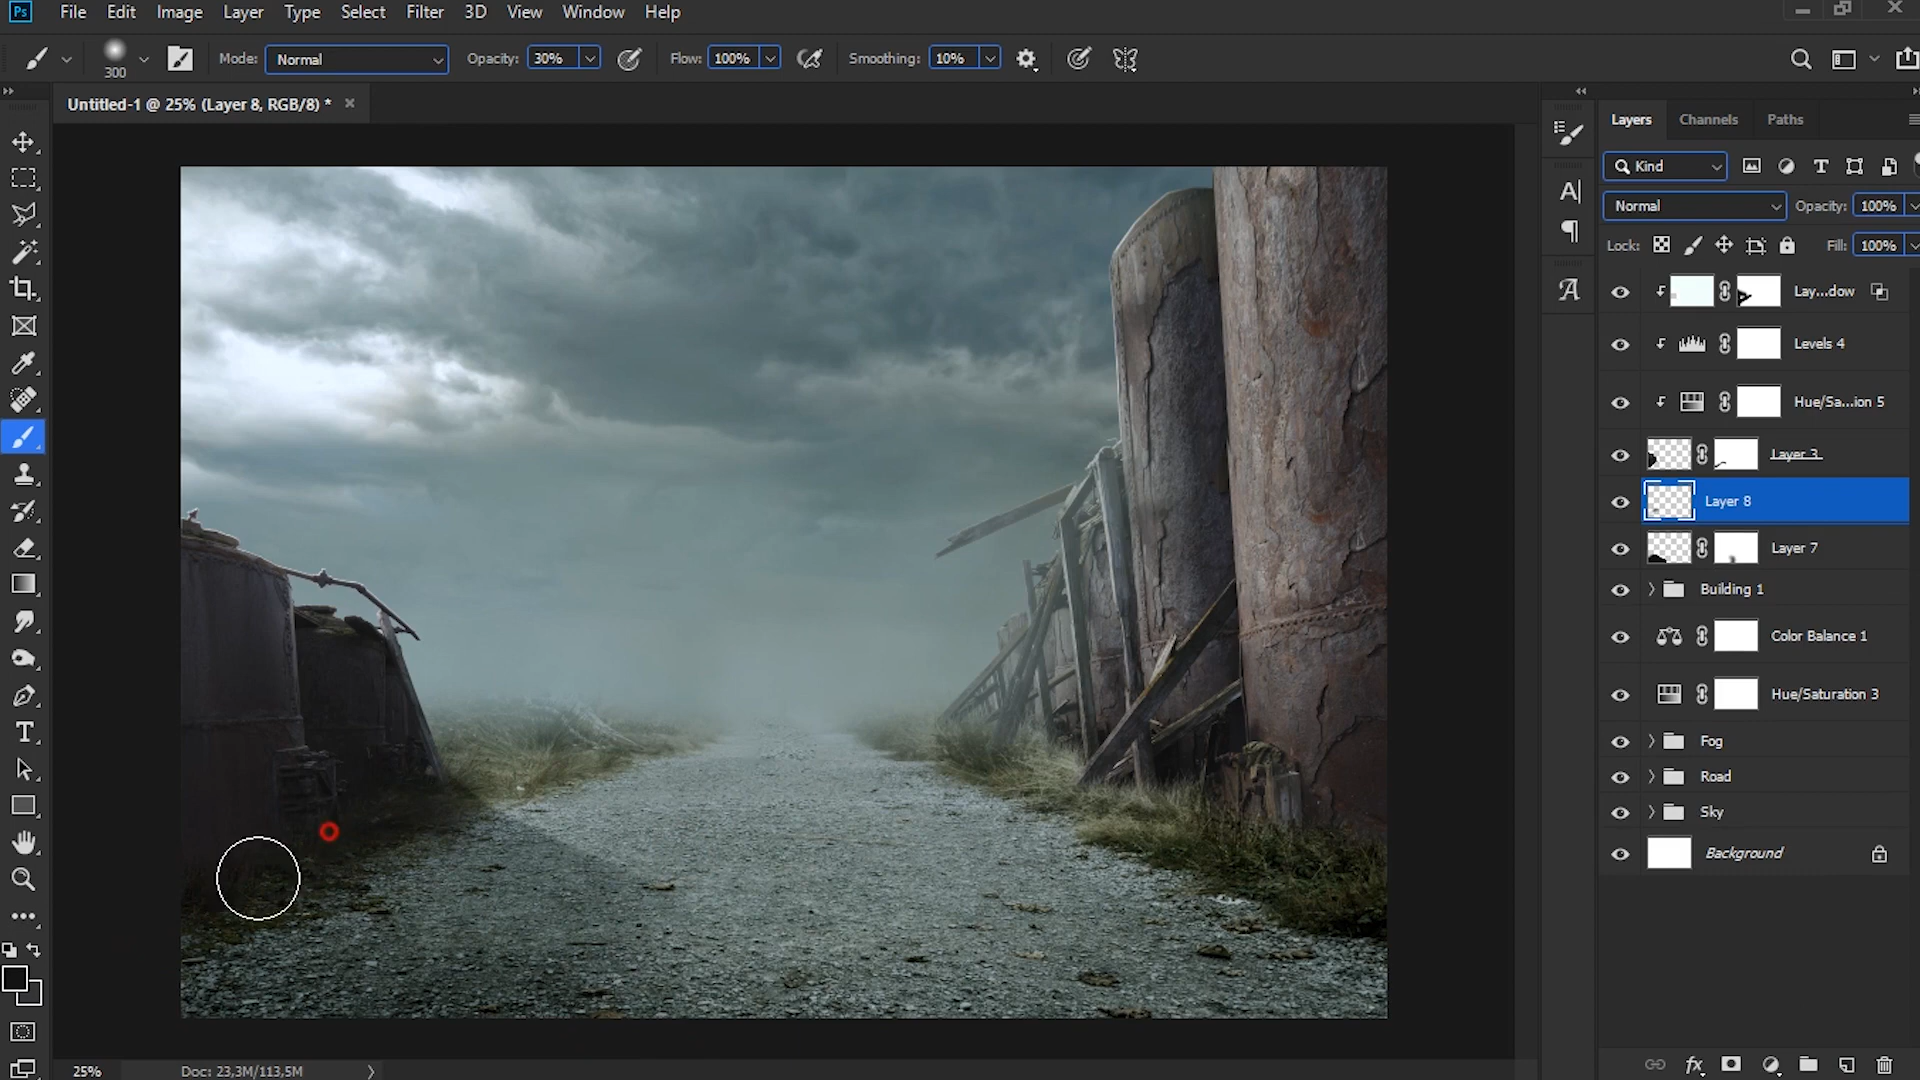 Ps File Edit Image Layer Type Select Filter 3D View Window Help
300 Mode: Normal Opacity: 30% Flow: 100% Smoothing: 10%
Untitled-1 @ 25% (Layer 8, RGB/8) *
Layers Channels Paths
Kind
Normal Opacity: 100%
Lock: Fill: 100%
Lay...dow
Levels 4
Hue/Sa...ion 5
Layer 3
Layer 8
Layer 7
Building 1
Color Balance 1
Hue/Saturation 3
Fog
Road
Sky
Background
25% Doc: 23,3M/113,5M